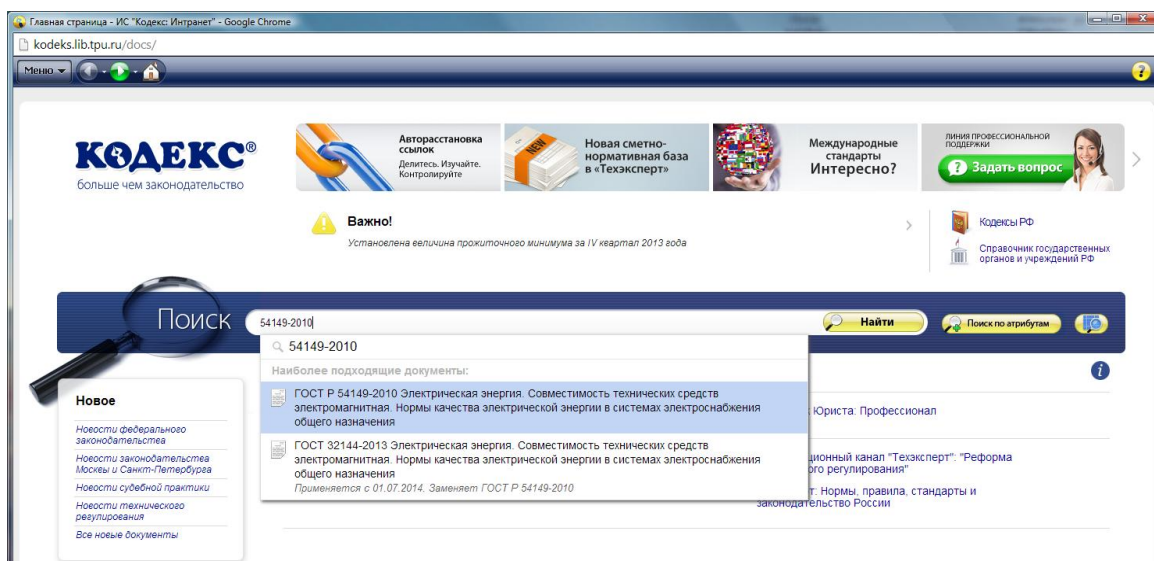 Главная страница - ИС "Кодекс: Интранет" - Google Chrome
kodeks.lib.tpu.ru/docs/
Меню
?
КОДЕКС®
больше чем законодательство
Авторасстановка
ссылок
Делитесь. Изучайте.
Контролируйте
NEW
Новая сметно-
нормативная база
в «Техэксперт»
Международные
стандарты
Интересно?
ЛИНИЯ ПРОФЕССИОНАЛЬНОЙ
ПОДДЕРЖКИ
? Задать вопрос
Важно!
Установлена величина прожиточного минимума за IV квартал 2013 года
Кодексы РФ
Справочник государственных
органов и учреждений РФ
Поиск
54149-2010
Найти
Поиск по атрибутам
54149-2010
Наиболее подходящие документы:
ГОСТ Р 54149-2010 Электрическая энергия. Совместимость технических средств
электромагнитная. Нормы качества электрической энергии в системах электроснабжения
общего назначения
ГОСТ 32144-2013 Электрическая энергия. Совместимость технических средств
электромагнитная. Нормы качества электрической энергии в системах электроснабжения
общего назначения
Применяется с 01.07.2014. Заменяет ГОСТ Р 54149-2010
i
Новое
Новости федерального
законодательства
Новости законодательства
Москвы и Санкт-Петербурга
Новости судебной практики
Новости технического
регулирования
Все новые документы
Юриста: Профессионал
ционный канал "Техэксперт": "Реформа
ого регулирования"
т: Нормы, правила, стандарты и
законодательство России